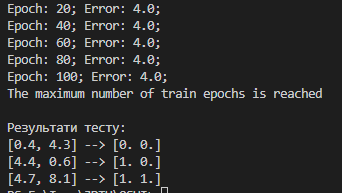 Epoch: 20; Error: 4.0;
Epoch: 40; Error: 4.0;
Epoch: 60; Error: 4.0;
Epoch: 80; Error: 4.0;
Epoch: 100; Error: 4.0;
The maximum number of train epochs is reached
Результати тесту:
[0.4, 4.3] --> [0. 0.]
[4.4, 0.6] --> [1. 0.]
[4.7, 8.1] --> [1. 1.]